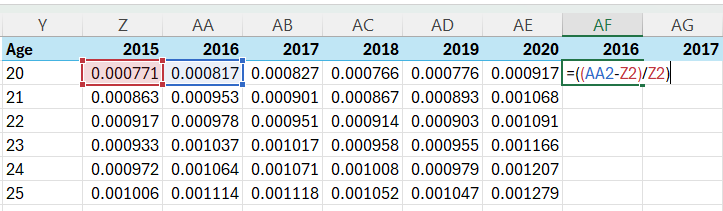 Y Z AA AB AC AD AE AF AG
Age 2015 2016 2017 2018 2019 2020 2016 2017
20 0.000771 0.000817 0.000827 0.000766 0.000776 0.000917 =((AA2-Z2)/Z2)
21 0.000863 0.000953 0.000901 0.000867 0.000893 0.001068
22 0.000917 0.000978 0.000951 0.000914 0.000903 0.001091
23 0.000933 0.001037 0.001017 0.000958 0.000955 0.001166
24 0.000972 0.001064 0.001071 0.001008 0.000979 0.001207
25 0.001006 0.001114 0.001118 0.001052 0.001047 0.001279